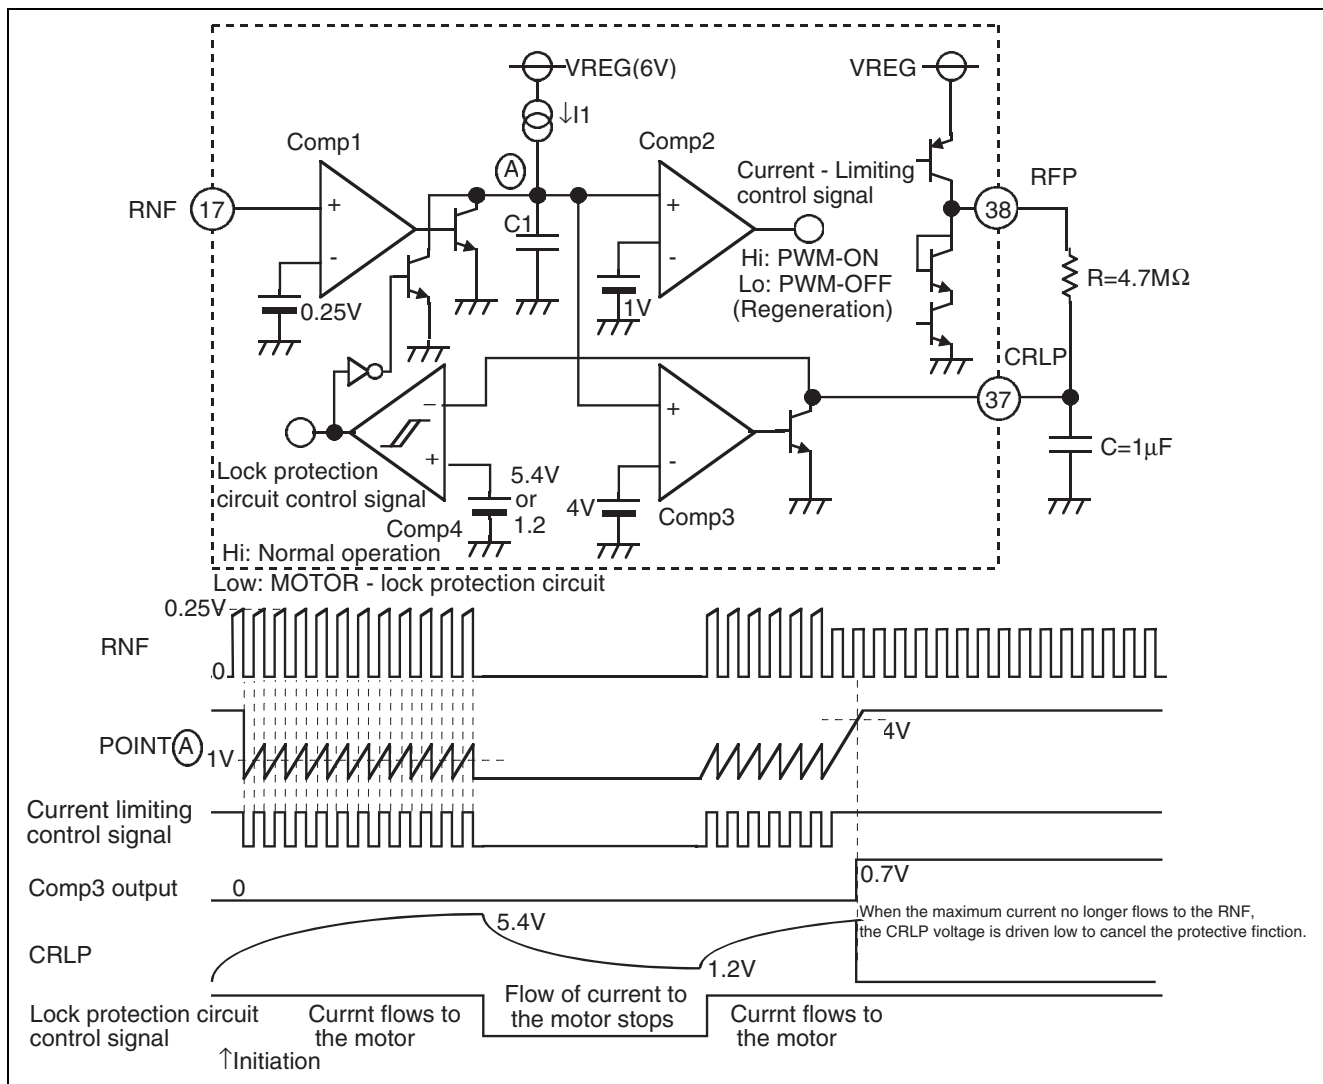 VREG(6V)
VREG
↓I1
Comp1
Comp2
A
Current - Limiting
control signal
RFP
RNF
17
+
-
C1
+
-
38
Hi: PWM-ON
Lo: PWM-OFF
(Regeneration)
R=4.7MΩ
0.25V
1V
CRLP
37
−
+
+
-
C=1µF
Lock protection
circuit control signal
5.4V
or
1.2
4V
Comp3
Comp4
Hi: Normal operation
Low: MOTOR - lock protection circuit
0.25V
RNF
0
POINT A
1V
4V
Current limiting
control signal
Comp3 output
0
0.7V
When the maximum current no longer flows to the RNF,
the CRLP voltage is driven low to cancel the protective finction.
5.4V
CRLP
1.2V
Lock protection circuit
control signal
Currnt flows to
the motor
Flow of current to
the motor stops
Currnt flows to
the motor
↑Initiation